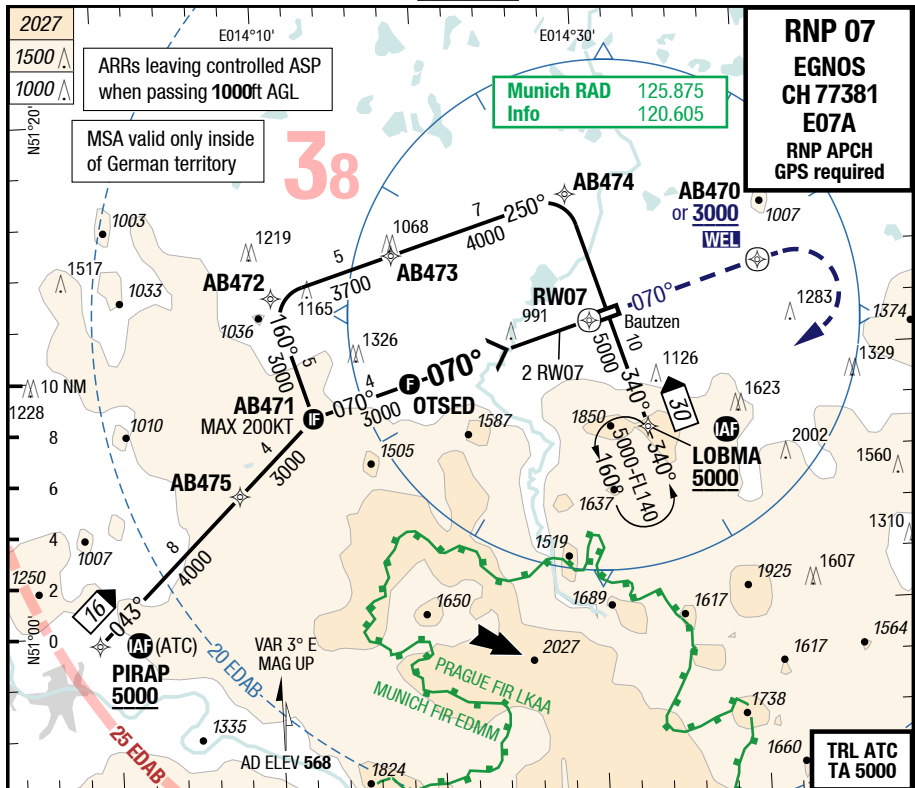 2027
1500
1000
E014°10'
E014°30'
N51°20'
ARRs leaving controlled ASP
when passing 1000ft AGL
MSA valid only inside
of German territory
38
Munich RAD 125.875
Info 120.605
RNP 07
EGNOS
CH 77381
E07A
RNP APCH
GPS required
AB474
AB470
or 3000
WEL
1007
7
250°
4000
1068
5
AB473
3700
1003
1219
1517
1033
AB472
1165
1036
160°
5
3000
1326
RW07
070°
Bautzen
991
2 RW07
1283
1374
1329
10
5000
340°
1126
1623
30
4
070°
070°
3000
F
OTSED
AB471
MAX 200KT
IF
10 NM
1228
8
1010
6
4
2
0
N51°00'
1587
1505
1850
340°
5000-FL140
160°
1637
IAF
LOBMA
5000
2002
1560
1310
4
3000
AB475
8
4000
1007
1250
16
043°
IAF (ATC)
PIRAP
5000
1519
1689
1925
1607
1617
1650
2027
1617
1564
VAR 3° E
MAG UP
20 EDAB
PRAGUE FIR LKAA
MUNICH FIR EDMM
1738
1335
25 EDAB
AD ELEV 568
1824
1660
TRL ATC
TA 5000